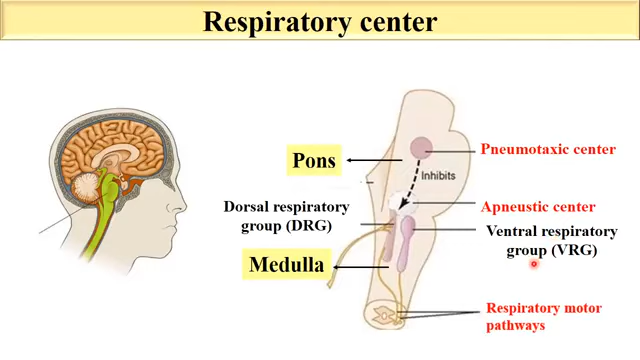 Respiratory center
Pneumotaxic center
Pons
Inhibits
Dorsal respiratory
group (DRG)
Apneustic center
Ventral respiratory
group (VRG)
Medulla
Respiratory motor
pathways